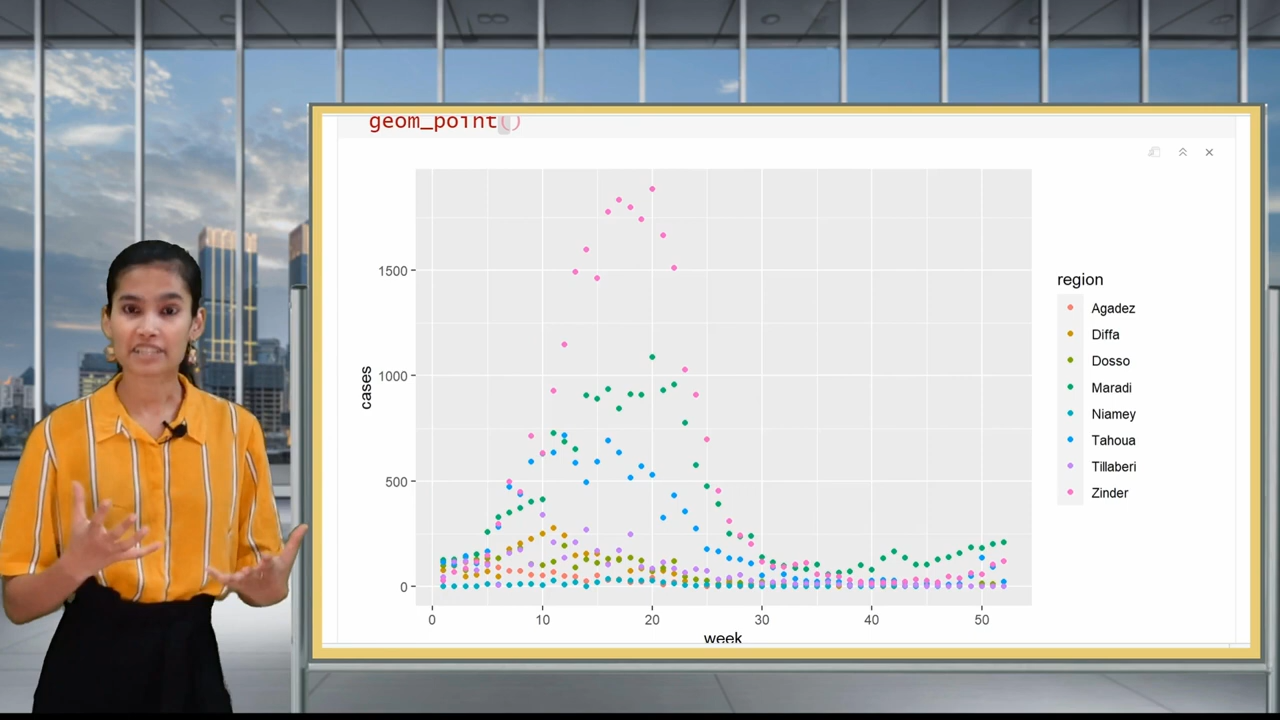 geom_point()
1500
1000
500
0
cases
0 10 20 30 40 50
week
region
Agadez
Diffa
Dosso
Maradi
Niamey
Tahoua
Tillaberi
Zinder